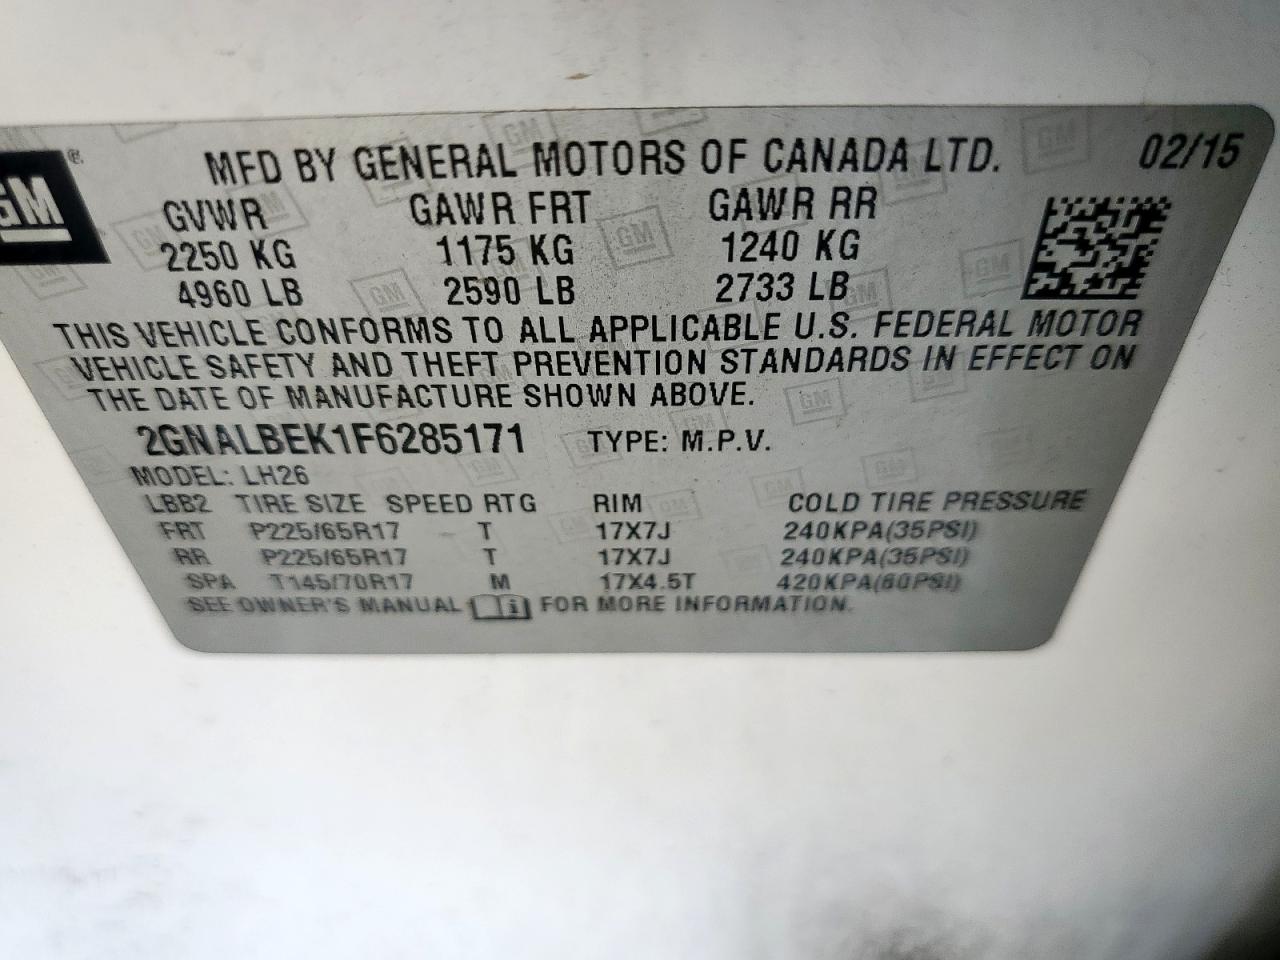 GM®
MFD BY GENERAL MOTORS OF CANADA LTD. 02/15
GVWR GAWR FRT GAWR RR
2250 KG 1175 KG 1240 KG
4960 LB 2590 LB 2733 LB
THIS VEHICLE CONFORMS TO ALL APPLICABLE U.S. FEDERAL MOTOR
VEHICLE SAFETY AND THEFT PREVENTION STANDARDS IN EFFECT ON
THE DATE OF MANUFACTURE SHOWN ABOVE.
2GNALBEK1F6285171 TYPE: M.P.V.
MODEL: LH26
LBB2 TIRE SIZE SPEED RTG RIM COLD TIRE PRESSURE
FRT P225/65R17 T 17X7J 240KPA(35PSI)
RR P225/65R17 T 17X7J 240KPA(35PSI)
SPA T145/70R17 M 17X4.5T 420KPA(60PSI)
SEE OWNER'S MANUAL i FOR MORE INFORMATION.